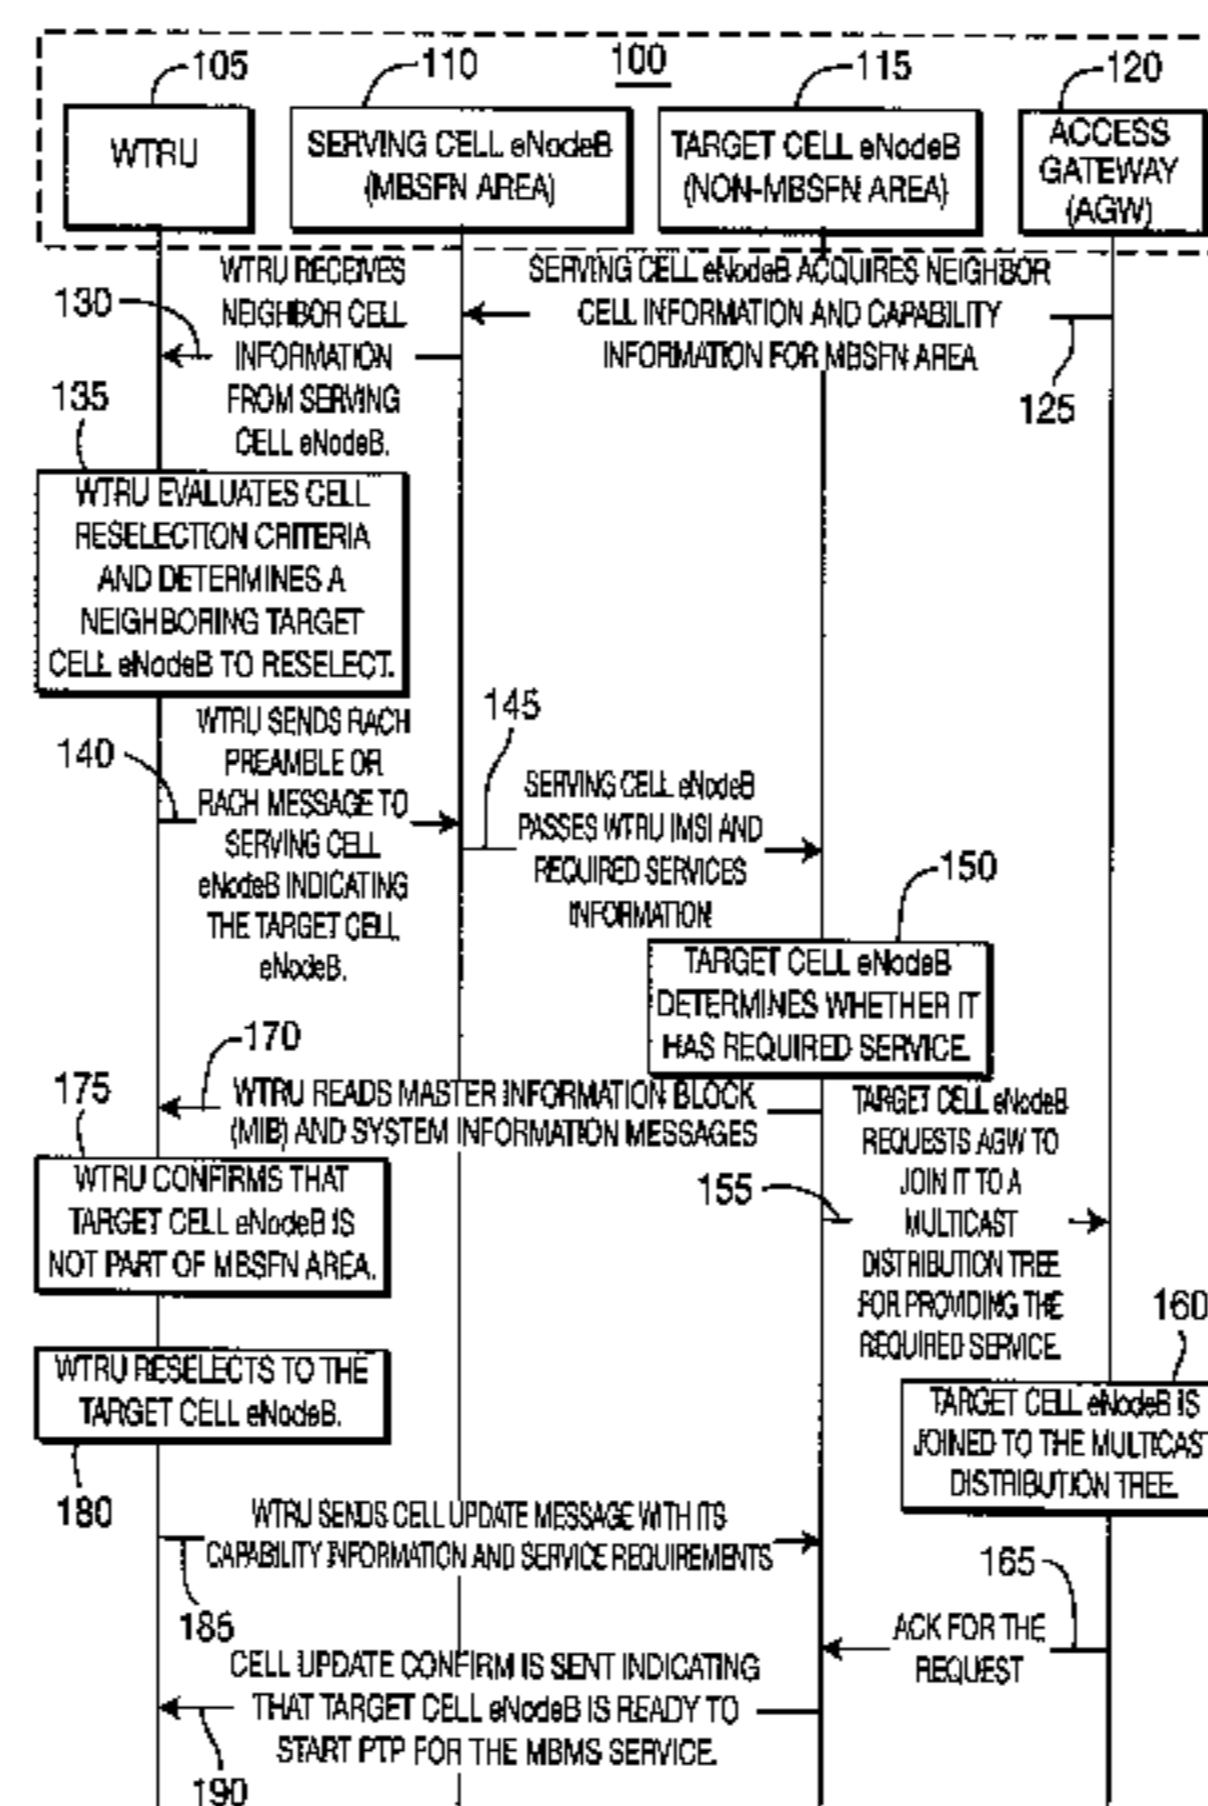 100
105
110
115
120
WTRU
SERVING CELL eNodeB
(MBSFN AREA)
TARGET CELL eNodeB
(NON-MBSFN AREA)
ACCESS
GATEWAY
(AGW)
WTRU RECEIVES
NEIGHBOR CELL
INFORMATION
FROM SERVING
CELL eNodeB.
130
SERVING CELL eNodeB ACQUIRES NEIGHBOR
CELL INFORMATION AND CAPABILITY
INFORMATION FOR MBSFN AREA
125
135
WTRU EVALUATES CELL
RESELECTION CRITERIA
AND DETERMINES A
NEIGHBORING TARGET
CELL eNodeB TO RESELECT.
140
WTRU SENDS RACH
PREAMBLE OR
RACH MESSAGE TO
SERVING CELL
eNodeB INDICATING
THE TARGET CELL
eNodeB.
145
SERVING CELL eNodeB
PASSES WTRU IMSI AND
REQUIRED SERVICES
INFORMATION
150
TARGET CELL eNodeB
DETERMINES WHETHER IT
HAS REQUIRED SERVICE.
170
WTRU READS MASTER INFORMATION BLOCK
(MIB) AND SYSTEM INFORMATION MESSAGES
155
TARGET CELL eNodeB
REQUESTS AGW TO
JOIN IT TO A
MULTICAST
DISTRIBUTION TREE
FOR PROVIDING THE
REQUIRED SERVICE.
175
WTRU CONFIRMS THAT
TARGET CELL eNodeB IS
NOT PART OF MBSFN AREA.
160
TARGET CELL eNodeB IS
JOINED TO THE MULTICAST
DISTRIBUTION TREE.
WTRU RESELECTS TO THE
TARGET CELL eNodeB.
180
WTRU SENDS CELL UPDATE MESSAGE WITH ITS
CAPABILITY INFORMATION AND SERVICE REQUIREMENTS
185
165
ACK FOR THE
REQUEST
CELL UPDATE CONFIRM IS SENT INDICATING
THAT TARGET CELL eNodeB IS READY TO
START PTP FOR THE MBMS SERVICE.
190